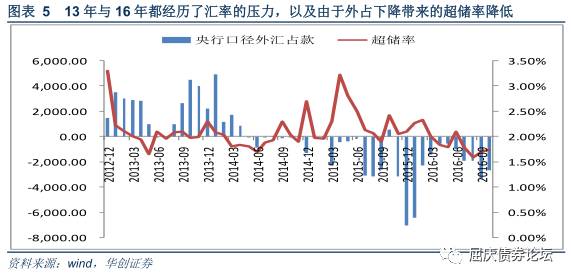 图表 5 13 年与 16 年都经历了汇率的压力，以及由于外占下降带来的超储率降低
央行口径外汇占款 超储率
6,000.00 3.50%
4,000.00 3.00%
2,000.00 2.50%
0.00 2.00%
-2,000.00 1.50%
-4,000.00 1.00%
-6,000.00 0.50%
-8,000.00 0.00%
2012-12 2013-03 2013-06 2013-09 2013-12 2014-03 2014-06 2014-09 2014-12 2015-03 2015-06 2015-09 2015-12 2016-03 2016-06 2016-09
资料来源：wind，华创证券
屈庆债券论坛